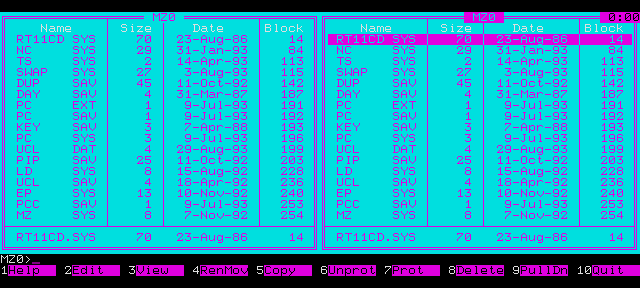 MZ0 MZ0 0:00
Name Size Date Block Name Size Date Block
RT11CD SYS 70 23-Aug-86 14 RT11CD SYS 70 23-Aug-86 14
NC SYS 29 31-Jan-93 84 NC SYS 29 31-Jan-93 84
TS SYS 2 14-Apr-93 113 TS SYS 2 14-Apr-93 113
SWAP SYS 27 3-Aug-93 115 SWAP SYS 27 3-Aug-93 115
DUP SAV 45 11-Oct-92 142 DUP SAV 45 11-Oct-92 142
DAY SAV 4 31-Mar-87 187 DAY SAV 4 31-Mar-87 187
PC EXT 1 9-Jul-93 191 PC EXT 1 9-Jul-93 191
PC SAV 1 9-Jul-93 192 PC SAV 1 9-Jul-93 192
KEY SAV 3 7-Apr-88 193 KEY SAV 3 7-Apr-88 193
PC SYS 3 9-Jul-93 196 PC SYS 3 9-Jul-93 196
UCL DAT 4 29-Aug-93 199 UCL DAT 4 29-Aug-93 199
PIP SAV 25 11-Oct-92 203 PIP SAV 25 11-Oct-92 203
LD SYS 8 15-Aug-92 228 LD SYS 8 15-Aug-92 228
UCL SAV 4 18-Apr-92 236 UCL SAV 4 18-Apr-92 236
EP SYS 13 10-Nov-92 240 EP SYS 13 10-Nov-92 240
PCC SAV 1 9-Jul-93 253 PCC SAV 1 9-Jul-93 253
MZ SYS 8 7-Nov-92 254 MZ SYS 8 7-Nov-92 254
RT11CD.SYS 70 23-Aug-86 14 RT11CD.SYS 70 23-Aug-86 14
MZ0>_
1Help 2Edit 3View 4RenMov 5Copy 6Unprot 7Prot 8Delete 9PullDn 10Quit